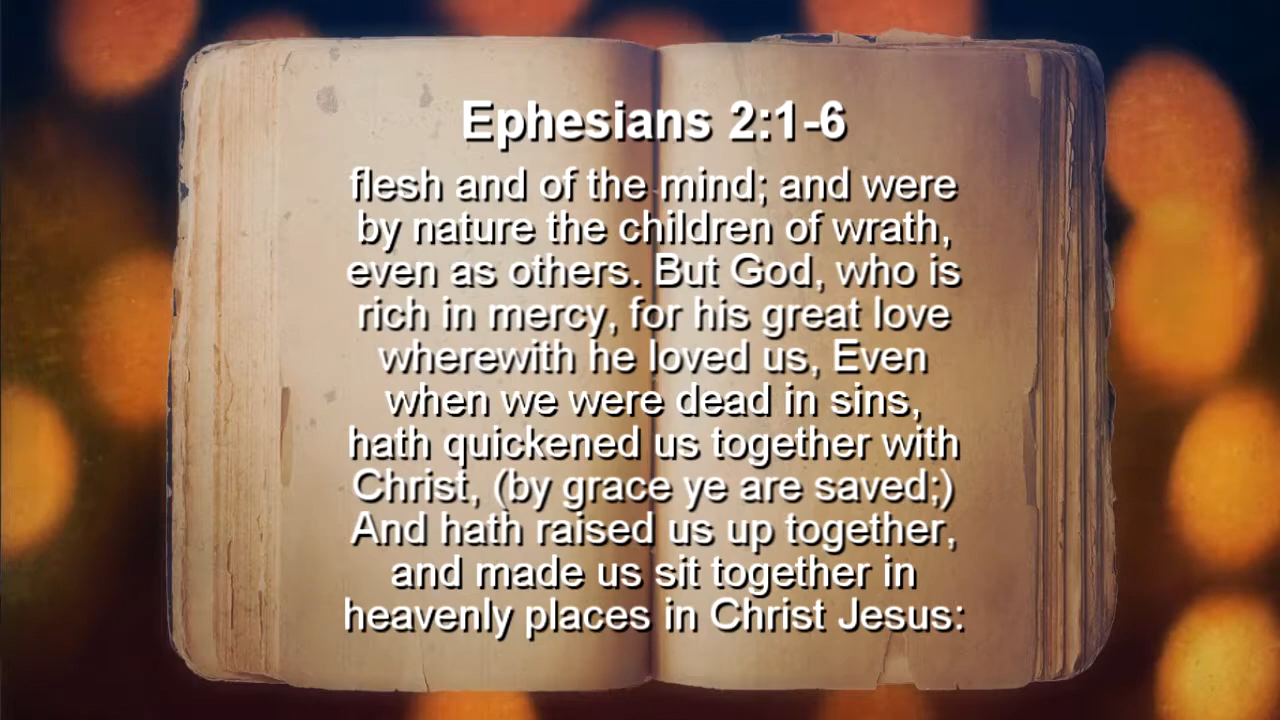 Ephesians 2:1-6
flesh and of the mind; and were
by nature the children of wrath,
even as others. But God, who is
rich in mercy, for his great love
wherewith he loved us, Even
when we were dead in sins,
hath quickened us together with
Christ, (by grace ye are saved;)
And hath raised us up together,
and made us sit together in
heavenly places in Christ Jesus: